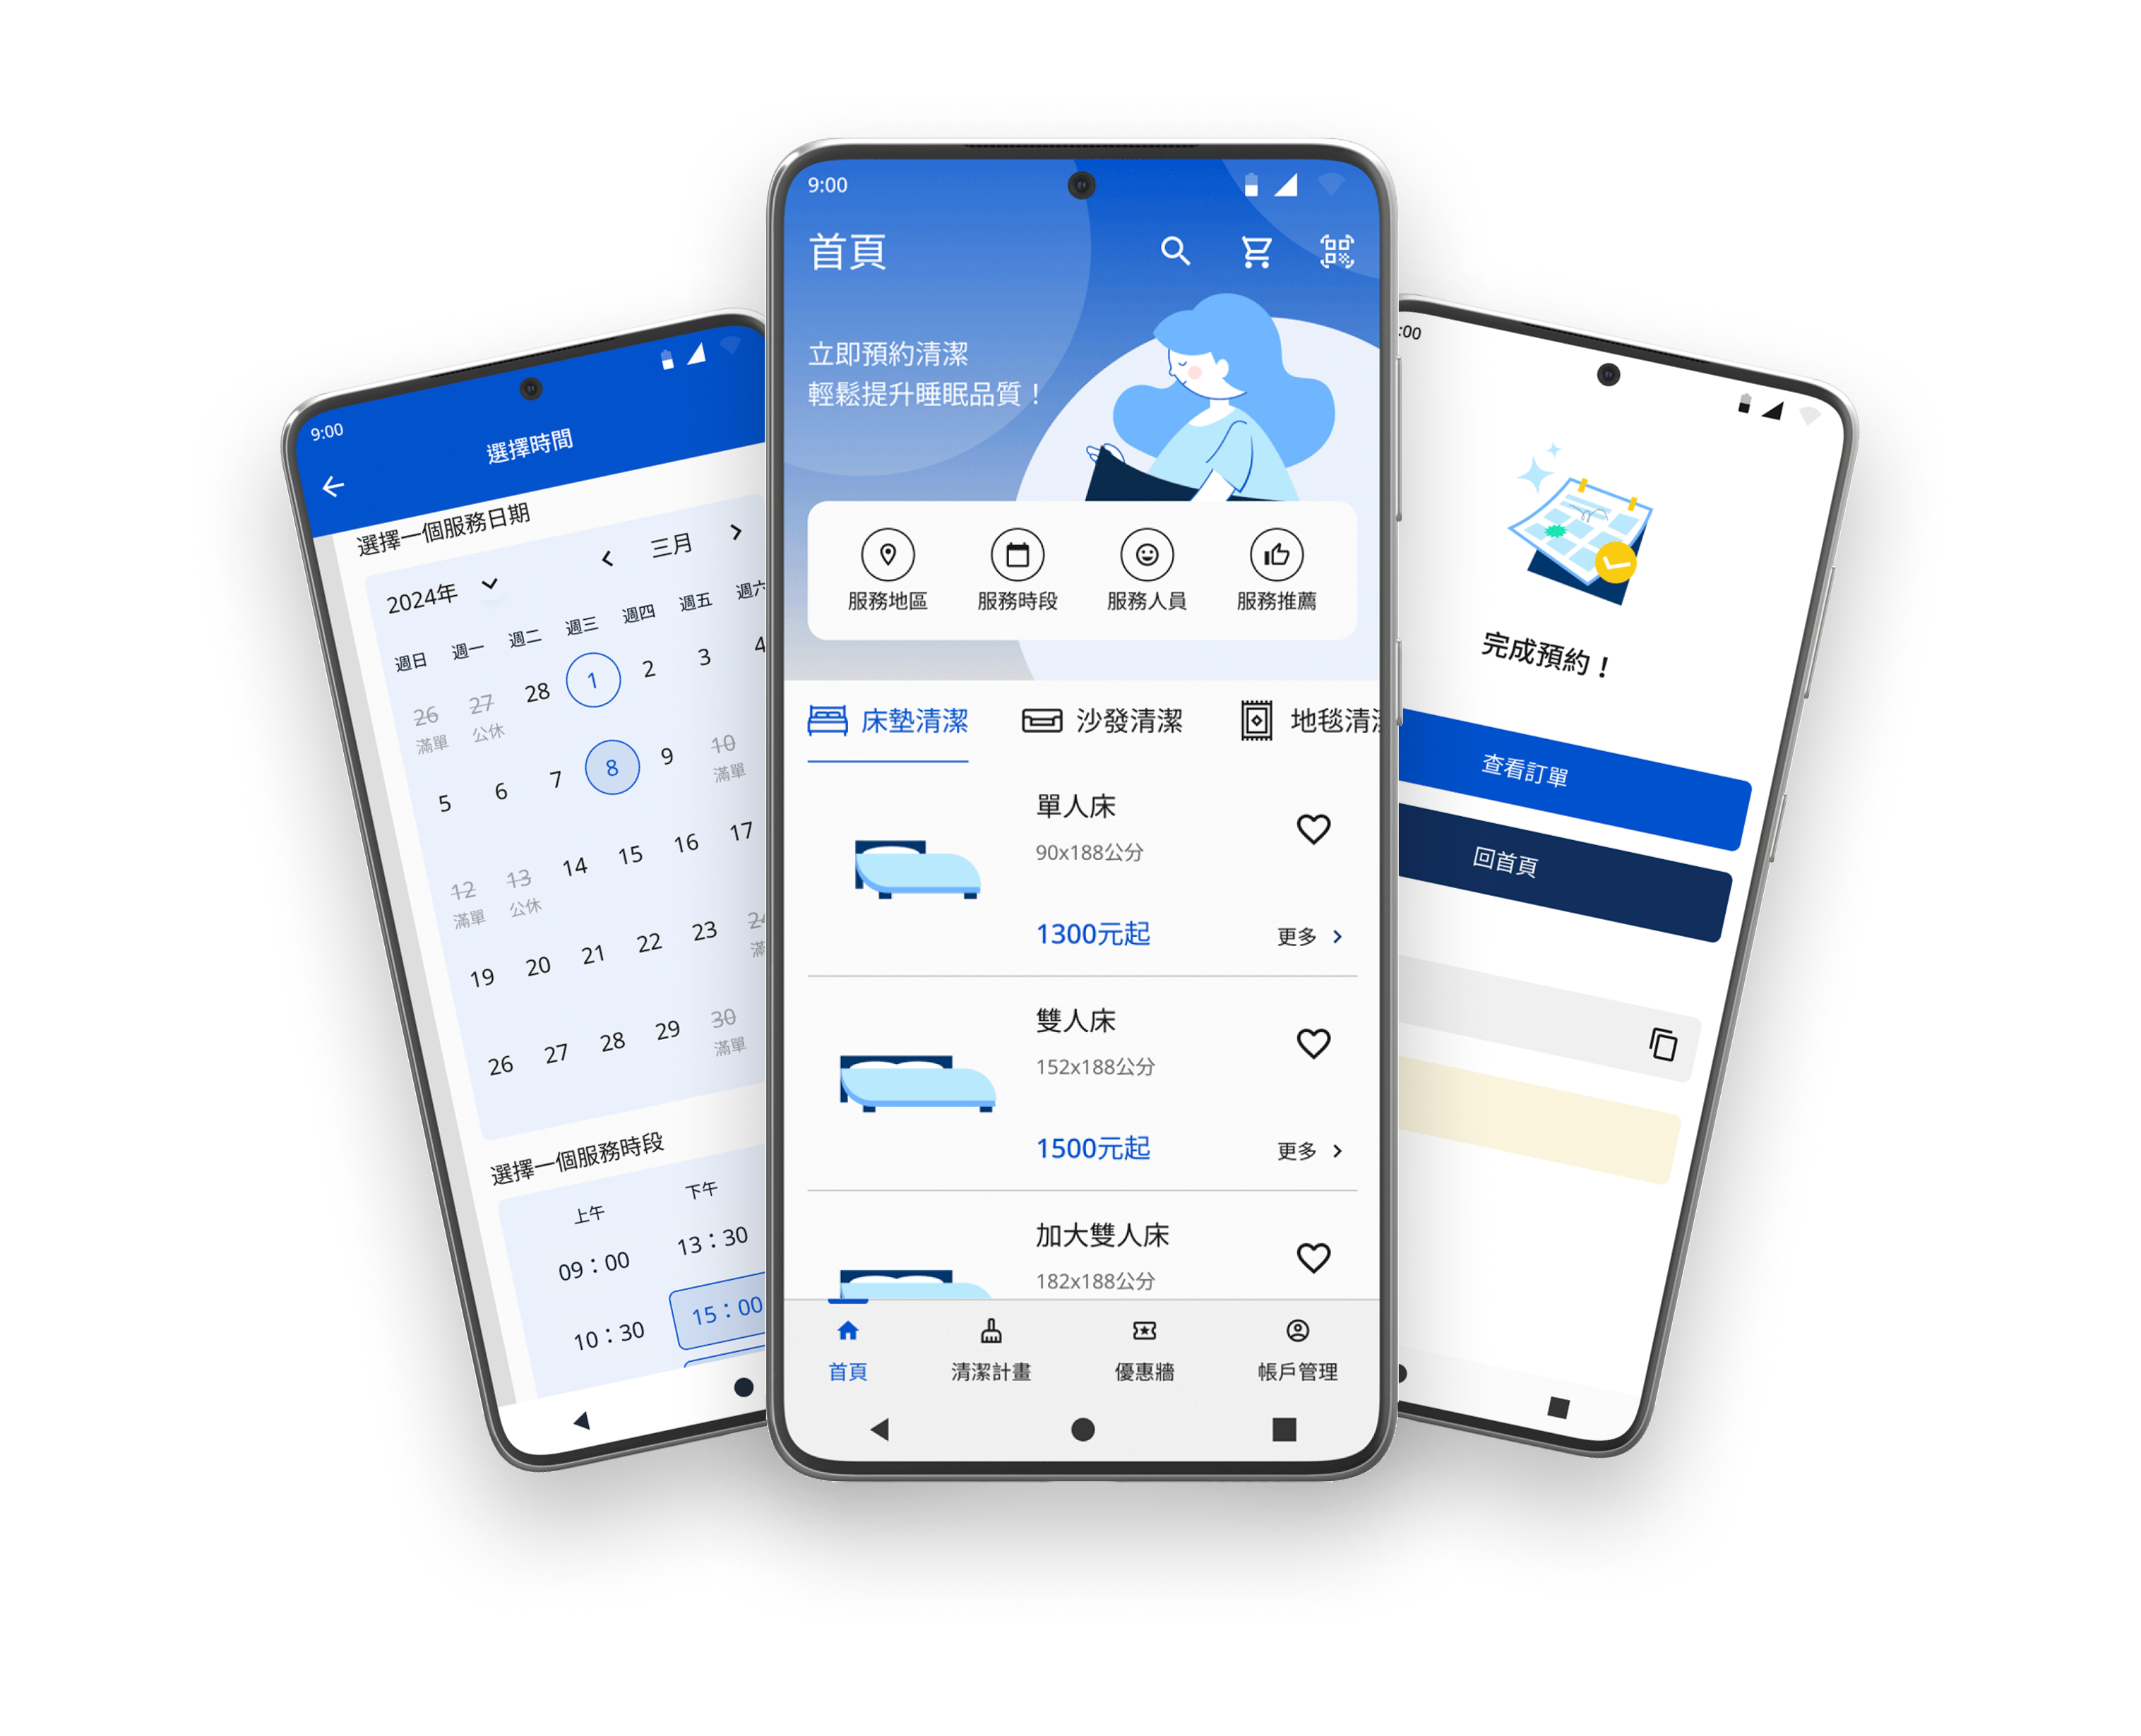 9:00
選擇時間
選擇一個服務日期
2024年 三月
週日 週一 週二 週三 週四 週五 週六
26 27 28 1 2 3 4
滿單 公休
5 6 7 8 9 10
滿單
12 13 14 15 16 17
滿單 公休
19 20 21 22 23
26 27 28 29 30
滿單
選擇一個服務時段
上午 下午
09：00 13：30
10：30 15：00
9:00
首頁
立即預約清潔
輕鬆提升睡眠品質！
服務地區 服務時段 服務人員 服務推薦
床墊清潔 沙發清潔 地毯清
單人床
90x188公分
1300元起 更多
雙人床
152x188公分
1500元起 更多
加大雙人床
182x188公分
首頁 清潔計畫 優惠牆 帳戶管理
:00
完成預約！
查看訂單
回首頁